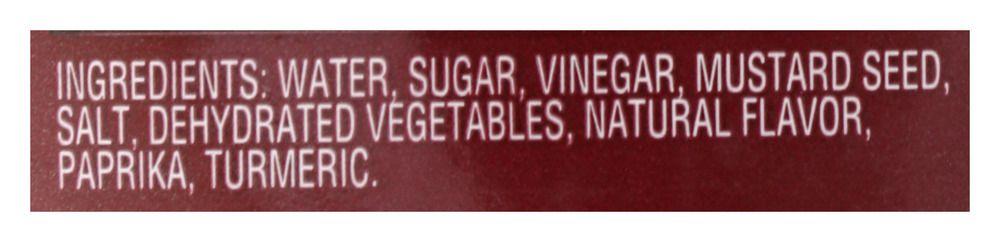 INGREDIENTS: WATER, SUGAR, VINEGAR, MUSTARD SEED,
SALT, DEHYDRATED VEGETABLES, NATURAL FLAVOR,
PAPRIKA, TURMERIC.